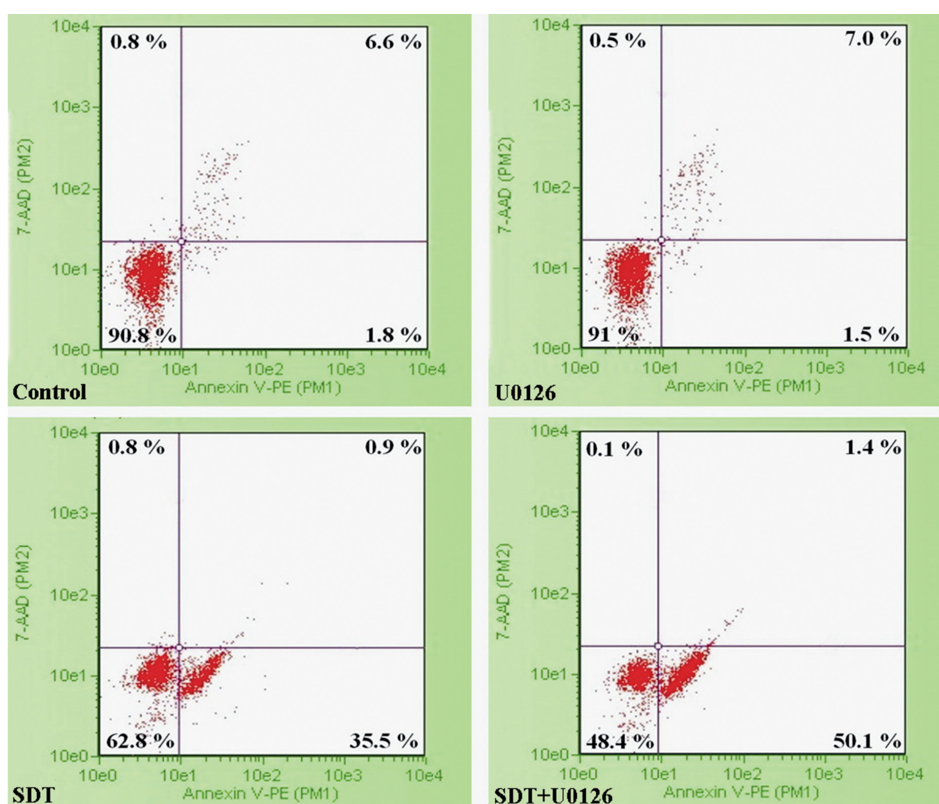 10e4
0.8 %
6.6 %
10e3
7-AAD (PM2)
10e2
10e1
90.8 %
1.8 %
10e0
10e0 10e1 10e2 10e3 10e4
Annexin V-PE (PM1)
Control
10e4
0.5 %
7.0 %
10e3
7-AAD (PM2)
10e2
10e1
91 %
1.5 %
10e0
10e0 10e1 10e2 10e3 10e4
Annexin V-PE (PM1)
U0126
10e4
0.8 %
0.9 %
10e3
7-AAD (PM2)
10e2
10e1
62.8 %
35.5 %
10e0
10e0 10e1 10e2 10e3 10e4
Annexin V-PE (PM1)
SDT
10e4
0.1 %
1.4 %
10e3
7-AAD (PM2)
10e2
10e1
48.4 %
50.1 %
10e0
10e0 10e1 10e2 10e3 10e4
Annexin V-PE (PM1)
SDT+U0126